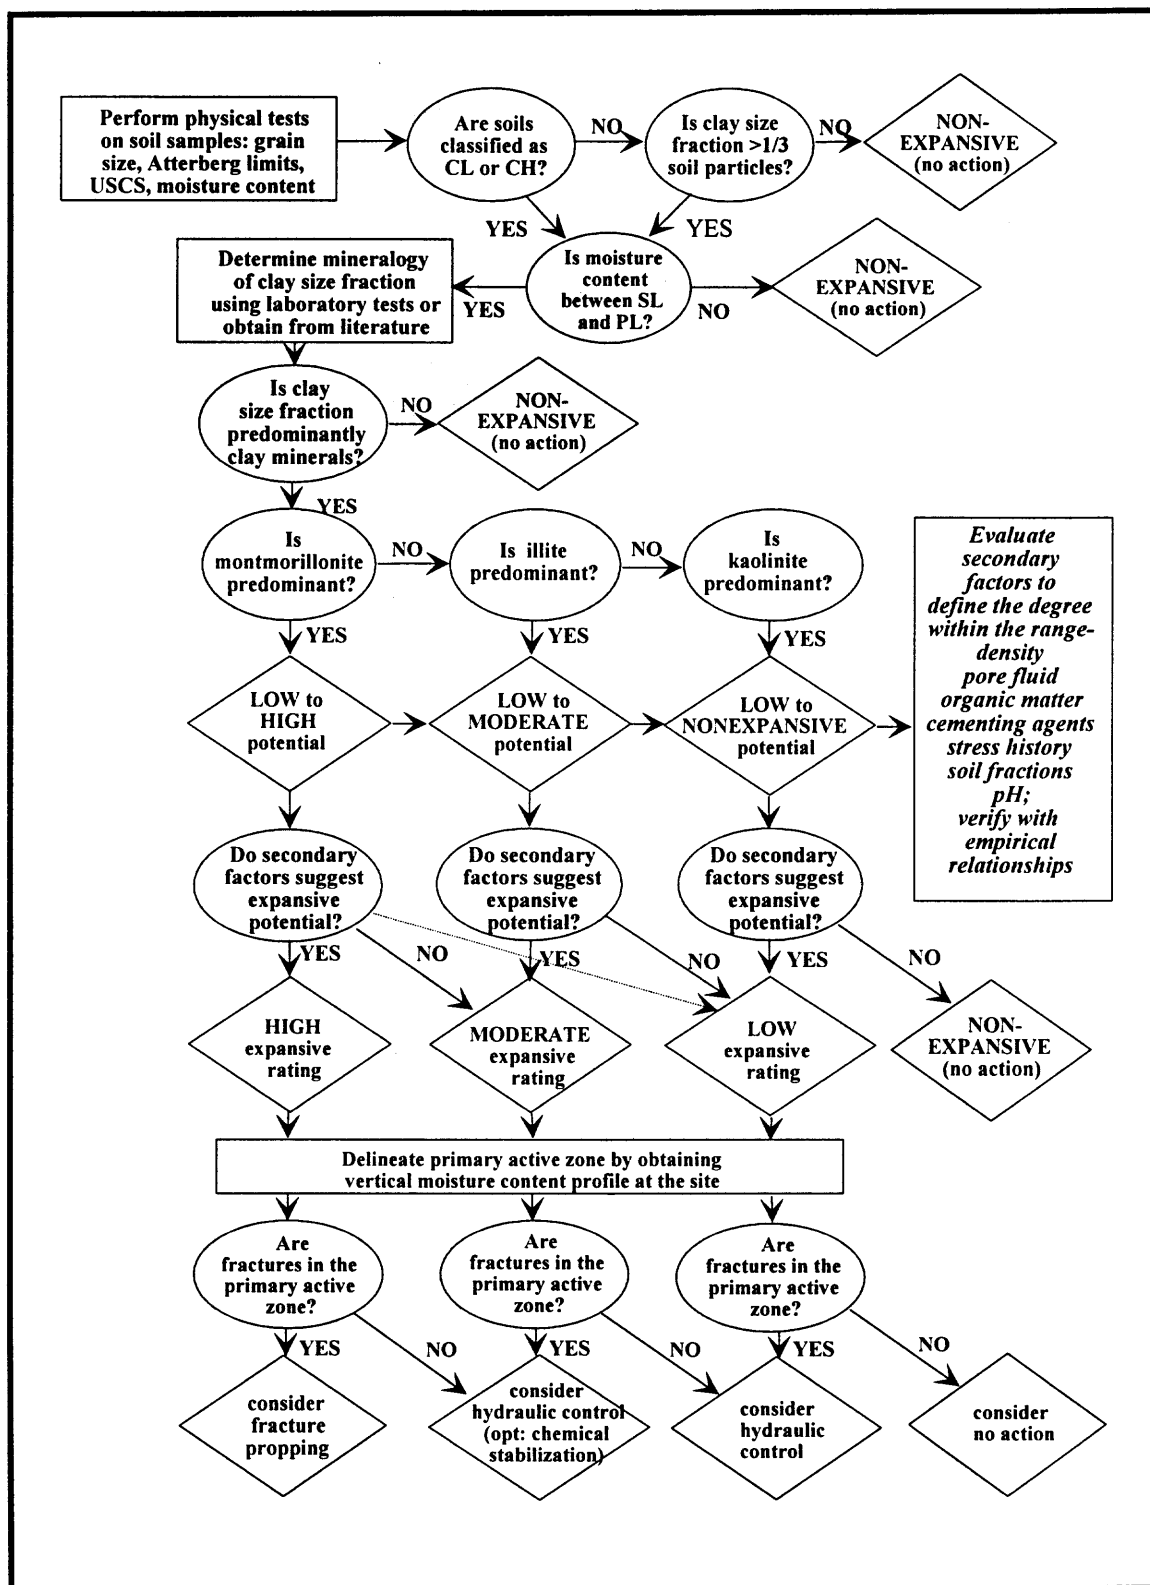 Perform physical tests
on soil samples: grain
size, Atterberg limits,
USCS, moisture content
Are soils
classified as
CL or CH?
NO
Is clay size
fraction >1/3
soil particles?
NO
NON-
EXPANSIVE
(no action)
YES
YES
Determine mineralogy
of clay size fraction
using laboratory tests or
obtain from literature
YES
Is moisture
content
between SL
and PL?
NO
NON-
EXPANSIVE
(no action)
Is clay
size fraction
predominantly
clay minerals?
NO
NON-
EXPANSIVE
(no action)
YES
Is
montmorillonite
predominant?
NO
Is illite
predominant?
NO
Is
kaolinite
predominant?
Evaluate
secondary
factors to
define the degree
within the range-
density
pore fluid
organic matter
cementing agents
stress history
soil fractions
pH;
verify with
empirical
relationships
YES
YES
YES
LOW to
HIGH
potential
LOW to
MODERATE
potential
LOW to
NONEXPANSIVE
potential
Do secondary
factors suggest
expansive
potential?
Do secondary
factors suggest
expansive
potential?
Do secondary
factors suggest
expansive
potential?
YES
NO
YES
NO
YES
NO
HIGH
expansive
rating
MODERATE
expansive
rating
LOW
expansive
rating
NON-
EXPANSIVE
(no action)
Delineate primary active zone by obtaining
vertical moisture content profile at the site
Are
fractures in the
primary active
zone?
Are
fractures in the
primary active
zone?
Are
fractures in the
primary active
zone?
YES
NO
YES
NO
YES
NO
consider
fracture
propping
consider
hydraulic control
(opt: chemical
stabilization)
consider
hydraulic
control
consider
no action